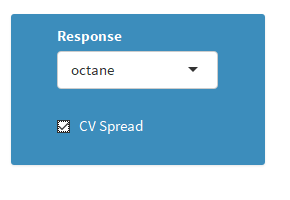 Response
octane
CV Spread